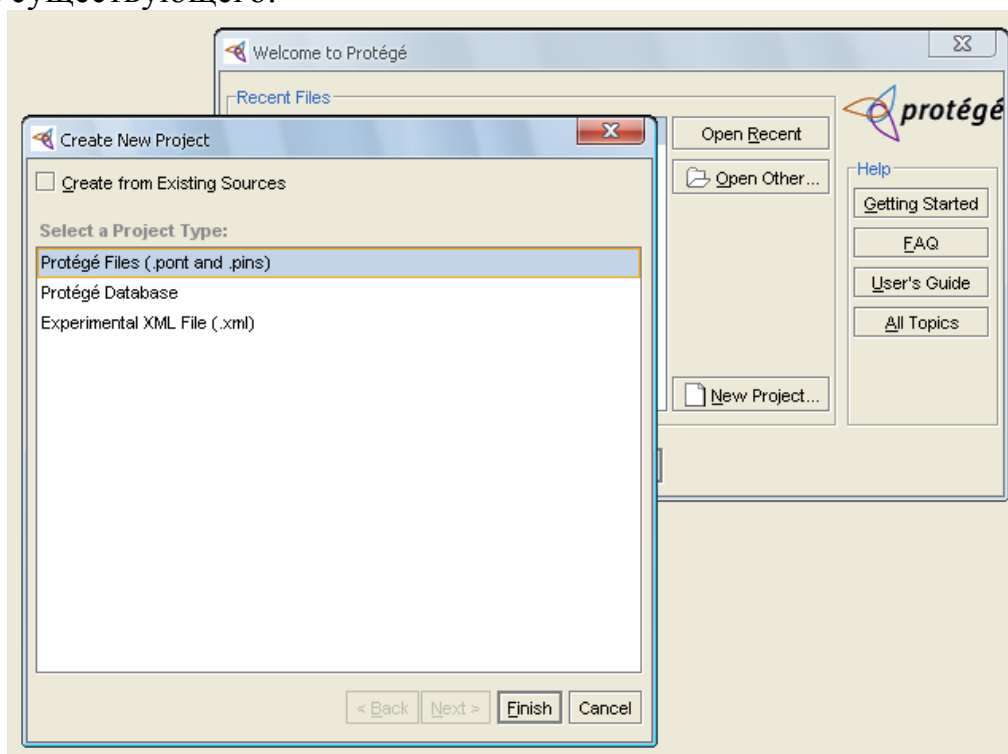 существующего.
Welcome to Protégé
Recent Files
protégé
Open Recent
Open Other...
New Project...
Help
Getting Started
FAQ
User's Guide
All Topics
Create New Project
Create from Existing Sources
Select a Project Type:
Protégé Files (.pont and .pins)
Protégé Database
Experimental XML File (.xml)
< Back Next > Finish Cancel